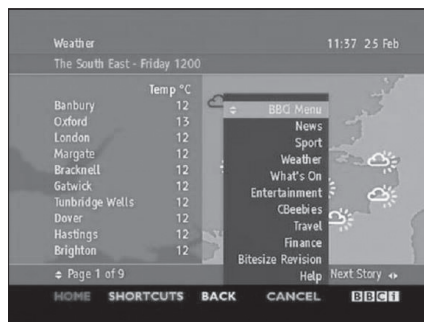 Weather 11:37 25 Feb
The South East - Friday 1200
Temp °C
Banbury 12
Oxford 13
London 12
Margate 12
Bracknell 12
Gatwick 12
Tunbridge Wells 12
Dover 12
Hastings 12
Brighton 12
BBCi Menu
News
Sport
Weather
What's On
Entertainment
CBeebies
Travel
Finance
Bitesize Revision
Help
Page 1 of 9 Next Story
HOME SHORTCUTS BACK CANCEL BBCi